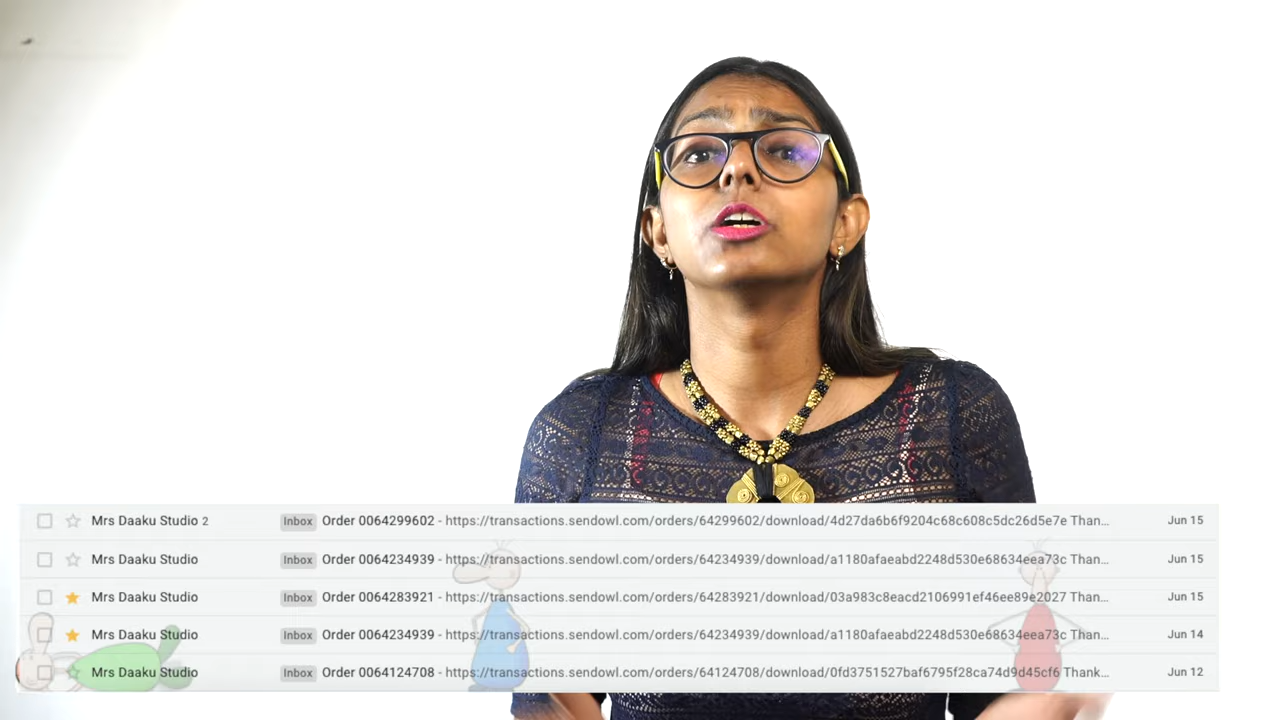 Mrs Daaku Studio 2 Inbox Order 0064299602 - https://transactions.sendowl.com/orders/64299602/download/4d27da6b6f9204c68c608c5dc26d5e7e Than... Jun 15
Mrs Daaku Studio Inbox Order 0064234939 - https://transactions.sendowl.com/orders/64234939/download/a1180afaeabd2248d530e68634eea73c Than... Jun 15
Mrs Daaku Studio Inbox Order 0064283921 - https://transactions.sendowl.com/orders/64283921/download/03a983c8eacd2106991ef46ee89e2027 Than... Jun 15
Mrs Daaku Studio Inbox Order 0064234939 - https://transactions.sendowl.com/orders/64234939/download/a1180afaeabd2248d530e68634eea73c Than... Jun 14
Mrs Daaku Studio Inbox Order 0064124708 - https://transactions.sendowl.com/orders/64124708/download/0fd3751527baf6795f28ca74d9d45cf6 Thank... Jun 12